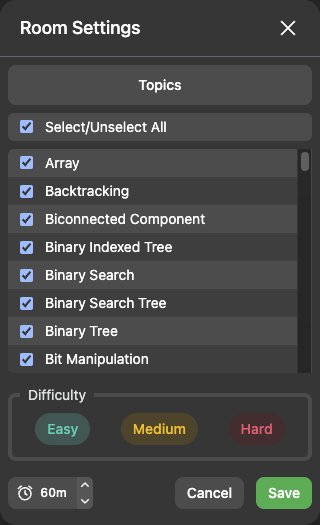 Room Settings
Topics
Select/Unselect All
Array
Backtracking
Biconnected Component
Binary Indexed Tree
Binary Search
Binary Search Tree
Binary Tree
Bit Manipulation
Difficulty
Easy Medium Hard
60m Cancel Save